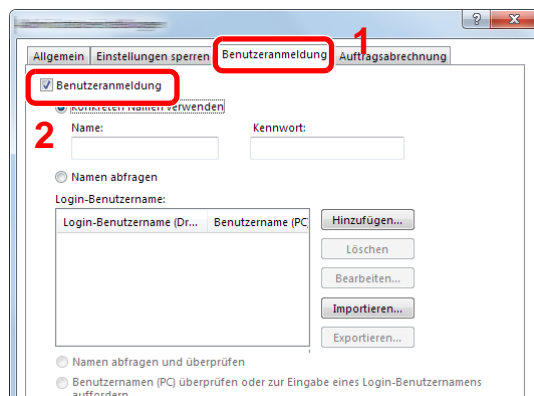 Allgemein Einstellungen sperren Benutzeranmeldung Auftragsabrechnung
1
Benutzeranmeldung
Konkreten Namen verwenden
2
Name: Kennwort:
Namen abfragen
Login-Benutzername:
Login-Benutzername (Dr... Benutzername (PC
Hinzufügen...
Löschen
Bearbeiten...
Importieren...
Exportieren...
Namen abfragen und überprüfen
Benutzernamen (PC) überprüfen oder zur Eingabe eines Login-Benutzernamens
auffordern